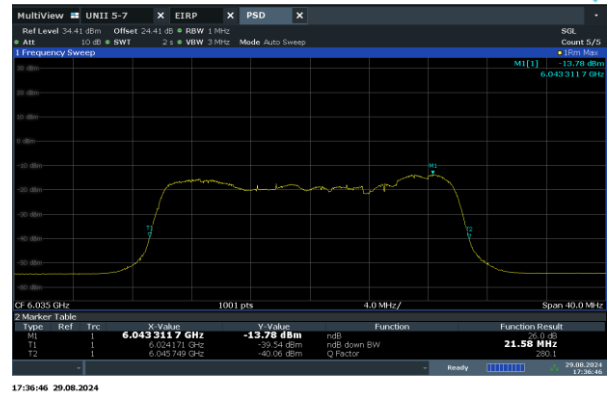 MultiView UNII 5-7 X EIRP X PSD X
Ref Level 34.41 dBm Offset 24.41 dB RBW 1 MHz SGL
Att 10 dB SWT 2 s VBW 3 MHz Mode Auto Sweep Count 5/5
1 Frequency Sweep 1Rm Max
M1[1] -13.78 dBm
6.043 311 7 GHz
30 dBm
20 dBm
10 dBm
0 dBm
-10 dBm
M1
-20 dBm
-30 dBm
T1 T2
-40 dBm
-50 dBm
-60 dBm
CF 6.035 GHz 1001 pts 4.0 MHz/ Span 40.0 MHz
2 Marker Table
Type Ref Trc X-Value Y-Value Function Function Result
M1 1 6.043 311 7 GHz -13.78 dBm ndB 26.0 dB
T1 1 6.024 171 GHz -39.54 dBm ndB down BW 21.58 MHz
T2 1 6.045 749 GHz -40.06 dBm Q Factor 280.1
Ready 29.08.2024
17:36:46
17:36:46 29.08.2024